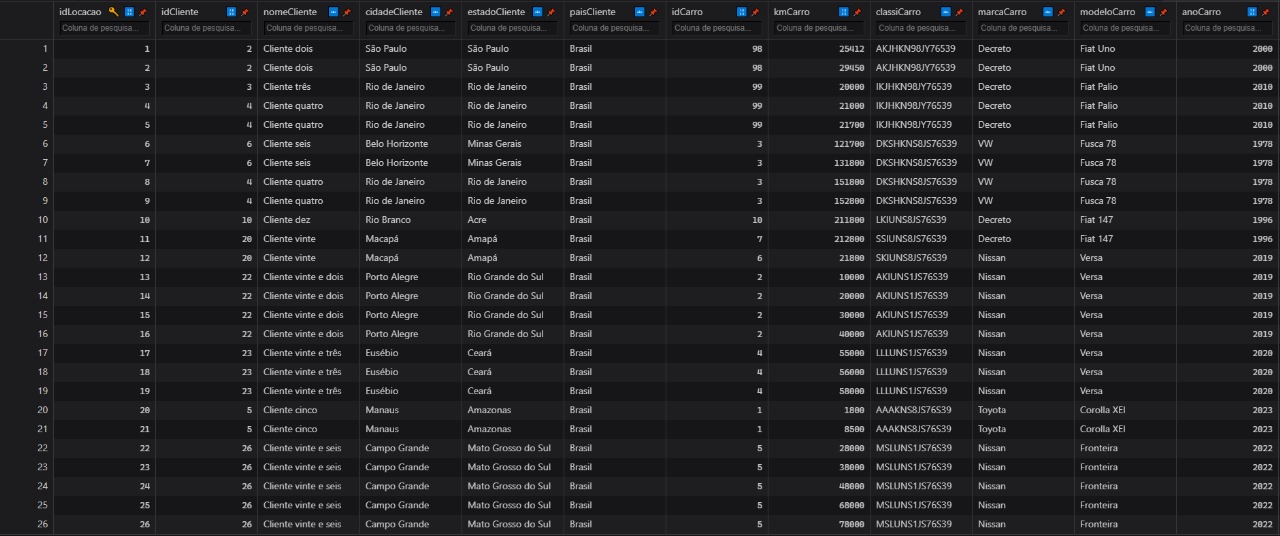 idLocacao idCliente nomeCliente cidadeCliente estadoCliente paisCliente idCarro kmCarro classiCarro marcaCarro modeloCarro anoCarro
Coluna de pesquisa... Coluna de pesquisa... Coluna de pesquisa... Coluna de pesquisa... Coluna de pesquisa... Coluna de pesquisa... Coluna de pesquisa... Coluna de pesquisa... Coluna de pesquisa... Coluna de pesquisa... Coluna de pesquisa... Coluna de pesquisa...
1 1 2 Cliente dois São Paulo São Paulo Brasil 98 25412 AKJHKN98JY76539 Decreto Fiat Uno 2000
2 2 2 Cliente dois São Paulo São Paulo Brasil 98 29450 AKJHKN98JY76539 Decreto Fiat Uno 2000
3 3 3 Cliente três Rio de Janeiro Rio de Janeiro Brasil 99 20000 IKJHKN98JY76539 Decreto Fiat Palio 2010
4 4 4 Cliente quatro Rio de Janeiro Rio de Janeiro Brasil 99 21000 IKJHKN98JY76539 Decreto Fiat Palio 2010
5 5 4 Cliente quatro Rio de Janeiro Rio de Janeiro Brasil 99 21700 IKJHKN98JY76539 Decreto Fiat Palio 2010
6 6 6 Cliente seis Belo Horizonte Minas Gerais Brasil 3 121700 DKSHKNS8JS76S39 VW Fusca 78 1978
7 7 6 Cliente seis Belo Horizonte Minas Gerais Brasil 3 131800 DKSHKNS8JS76S39 VW Fusca 78 1978
8 8 4 Cliente quatro Rio de Janeiro Rio de Janeiro Brasil 3 151800 DKSHKNS8JS76S39 VW Fusca 78 1978
9 9 4 Cliente quatro Rio de Janeiro Rio de Janeiro Brasil 3 152800 DKSHKNS8JS76S39 VW Fusca 78 1978
10 10 10 Cliente dez Rio Branco Acre Brasil 10 211800 LKIUNS8JS76S39 Decreto Fiat 147 1996
11 11 20 Cliente vinte Macapá Amapá Brasil 7 212800 SSIUNS8JS76S39 Decreto Fiat 147 1996
12 12 20 Cliente vinte Macapá Amapá Brasil 6 21800 SKIUNS8JS76S39 Nissan Versa 2019
13 13 22 Cliente vinte e dois Porto Alegre Rio Grande do Sul Brasil 2 10000 AKIUNS1JS76S39 Nissan Versa 2019
14 14 22 Cliente vinte e dois Porto Alegre Rio Grande do Sul Brasil 2 20000 AKIUNS1JS76S39 Nissan Versa 2019
15 15 22 Cliente vinte e dois Porto Alegre Rio Grande do Sul Brasil 2 30000 AKIUNS1JS76S39 Nissan Versa 2019
16 16 22 Cliente vinte e dois Porto Alegre Rio Grande do Sul Brasil 2 40000 AKIUNS1JS76S39 Nissan Versa 2019
17 17 23 Cliente vinte e três Eusébio Ceará Brasil 4 55000 LLLUNS1JS76S39 Nissan Versa 2020
18 18 23 Cliente vinte e três Eusébio Ceará Brasil 4 56000 LLLUNS1JS76S39 Nissan Versa 2020
19 19 23 Cliente vinte e três Eusébio Ceará Brasil 4 58000 LLLUNS1JS76S39 Nissan Versa 2020
20 20 5 Cliente cinco Manaus Amazonas Brasil 1 1800 AAAKNS8JS76S39 Toyota Corolla XEI 2023
21 21 5 Cliente cinco Manaus Amazonas Brasil 1 8500 AAAKNS8JS76S39 Toyota Corolla XEI 2023
22 22 26 Cliente vinte e seis Campo Grande Mato Grosso do Sul Brasil 5 28000 MSLUNS1JS76S39 Nissan Fronteira 2022
23 23 26 Cliente vinte e seis Campo Grande Mato Grosso do Sul Brasil 5 38000 MSLUNS1JS76S39 Nissan Fronteira 2022
24 24 26 Cliente vinte e seis Campo Grande Mato Grosso do Sul Brasil 5 48000 MSLUNS1JS76S39 Nissan Fronteira 2022
25 25 26 Cliente vinte e seis Campo Grande Mato Grosso do Sul Brasil 5 68000 MSLUNS1JS76S39 Nissan Fronteira 2022
26 26 26 Cliente vinte e seis Campo Grande Mato Grosso do Sul Brasil 5 78000 MSLUNS1JS76S39 Nissan Fronteira 2022